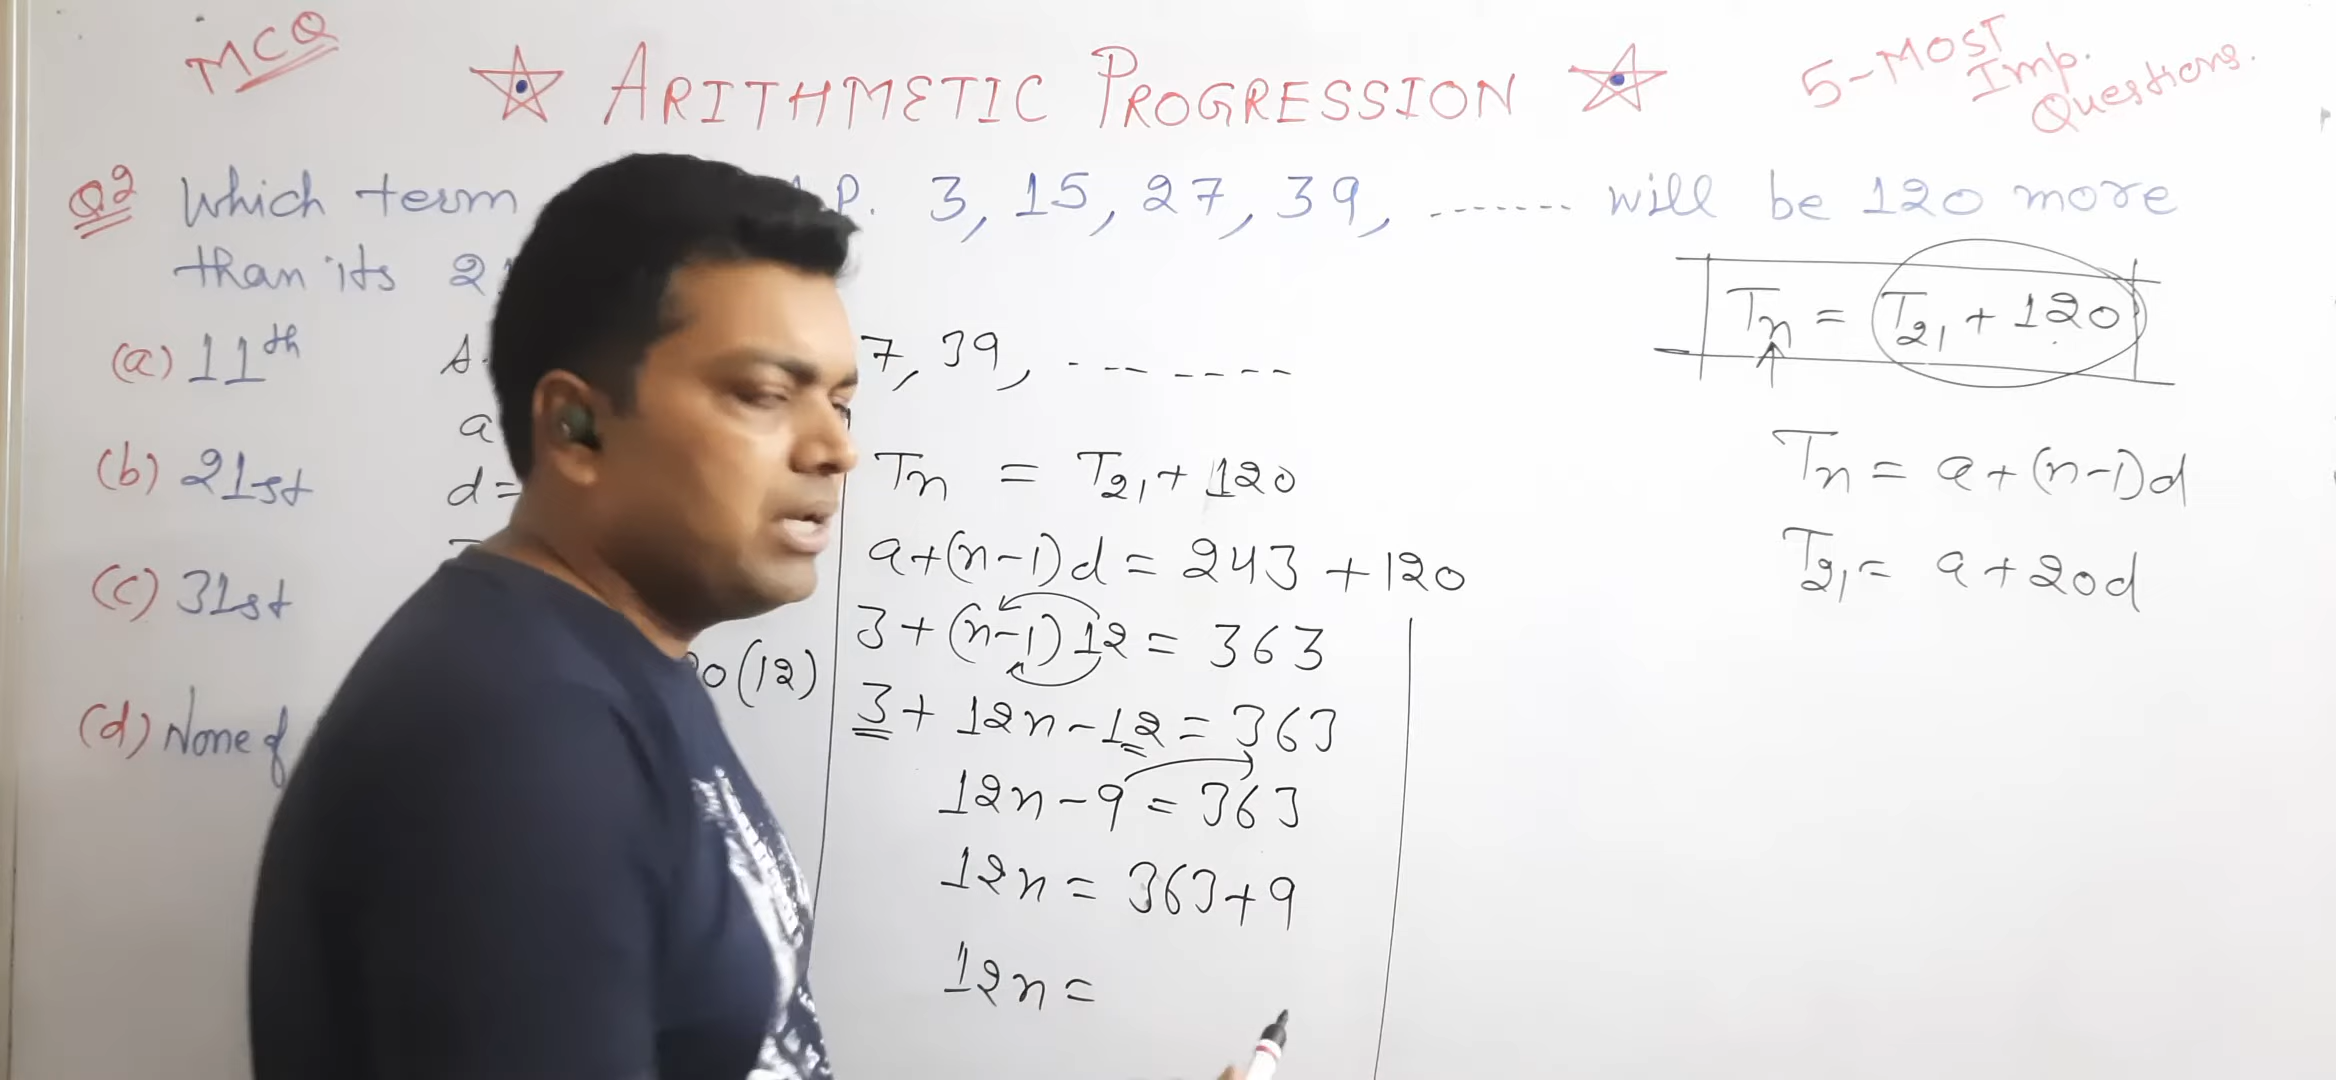 MCQ
ARITHMETIC PROGRESSION
5-MOST
Imp.
Questions.
Q2 Which term A.P. 3, 15, 27, 39, ....... will be 120 more
than its 21
Tn = T21 + 120
(a) 11th
A. 7, 39, -------
a
Tn = T21 + 120
Tn = a + (n-1)d
(b) 21st
d =
a+(n-1)d = 243 + 120
T21 = a + 20d
(c) 31st
3+(n-1)12 = 363
0(12)
3+ 12n-12 = 363
(d) None of
12n-9 = 363
12n = 363+9
12n =